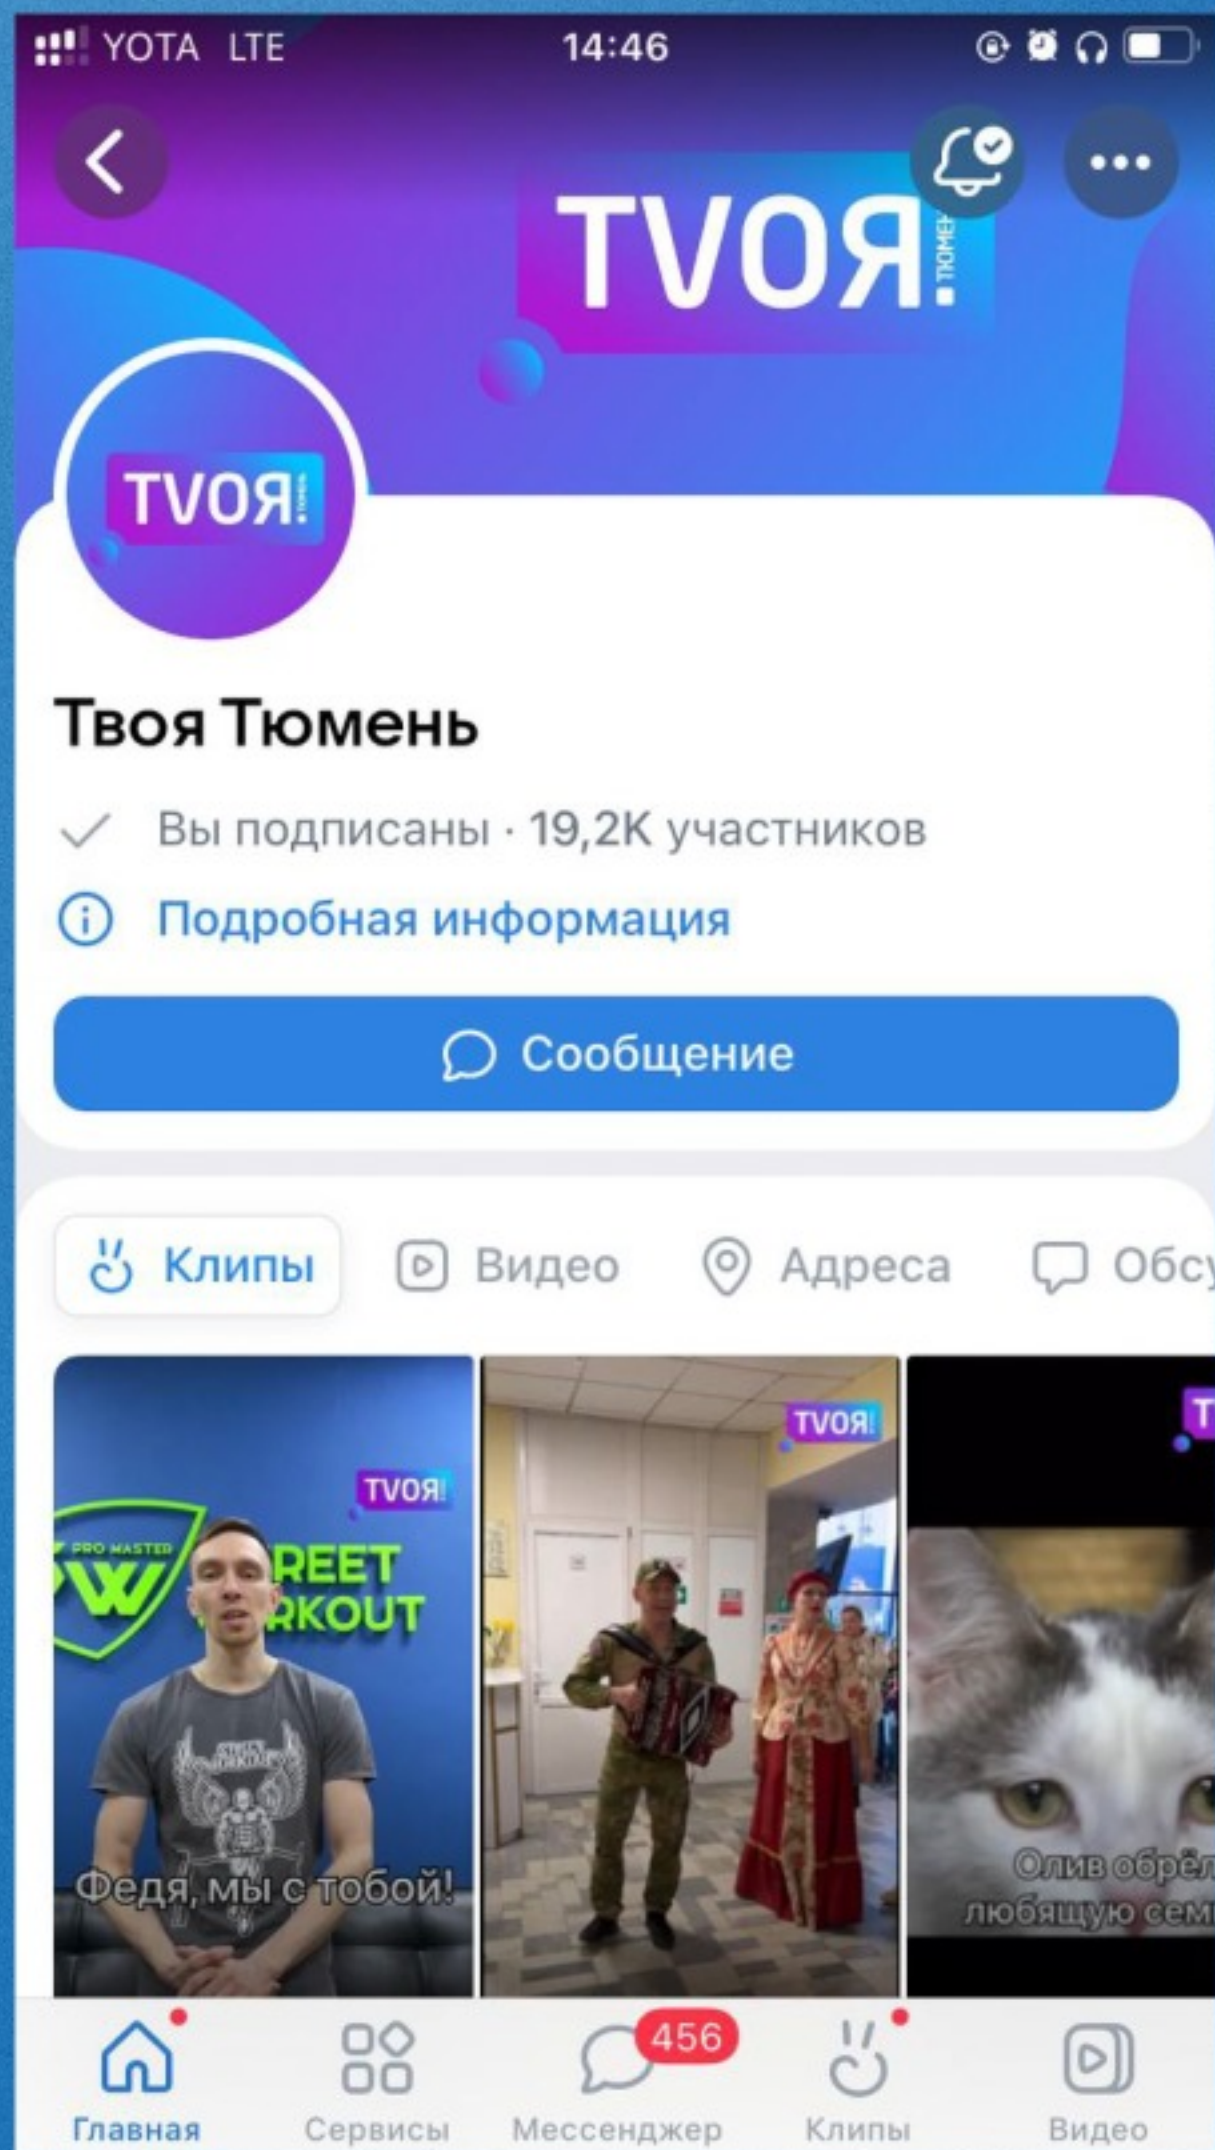 YOTA LTE 14:46
TVOЯ!
ТЮМЕНЬ
TVOЯ!
Твоя Тюмень
Вы подписаны · 19,2K участников
Подробная информация
Сообщение
Клипы Видео Адреса Обсу
TVOЯ!
PRO MASTER
W
REET
RKOUT
Федя, мы с тобой!
TVOЯ!
T
Олив обрёл
любящую сем
456
Главная Сервисы Мессенджер Клипы Видео